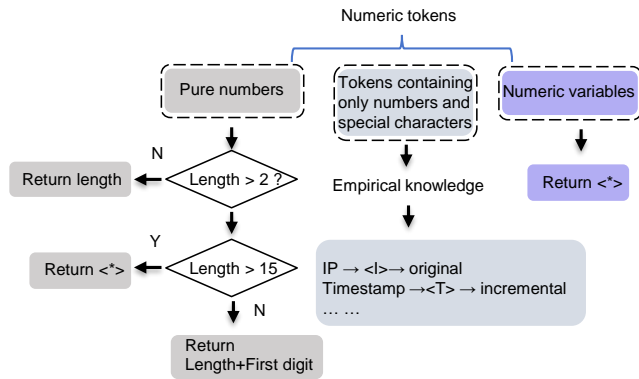 Numeric tokens
Pure numbers
Tokens containing
only numbers and
special characters
Numeric variables
N
Return length
Length > 2 ?
Empirical knowledge
Return <*>
Y
Return <*>
Length > 15
IP → <I>→ original
Timestamp →<T> → incremental
... ...
N
Return
Length+First digit